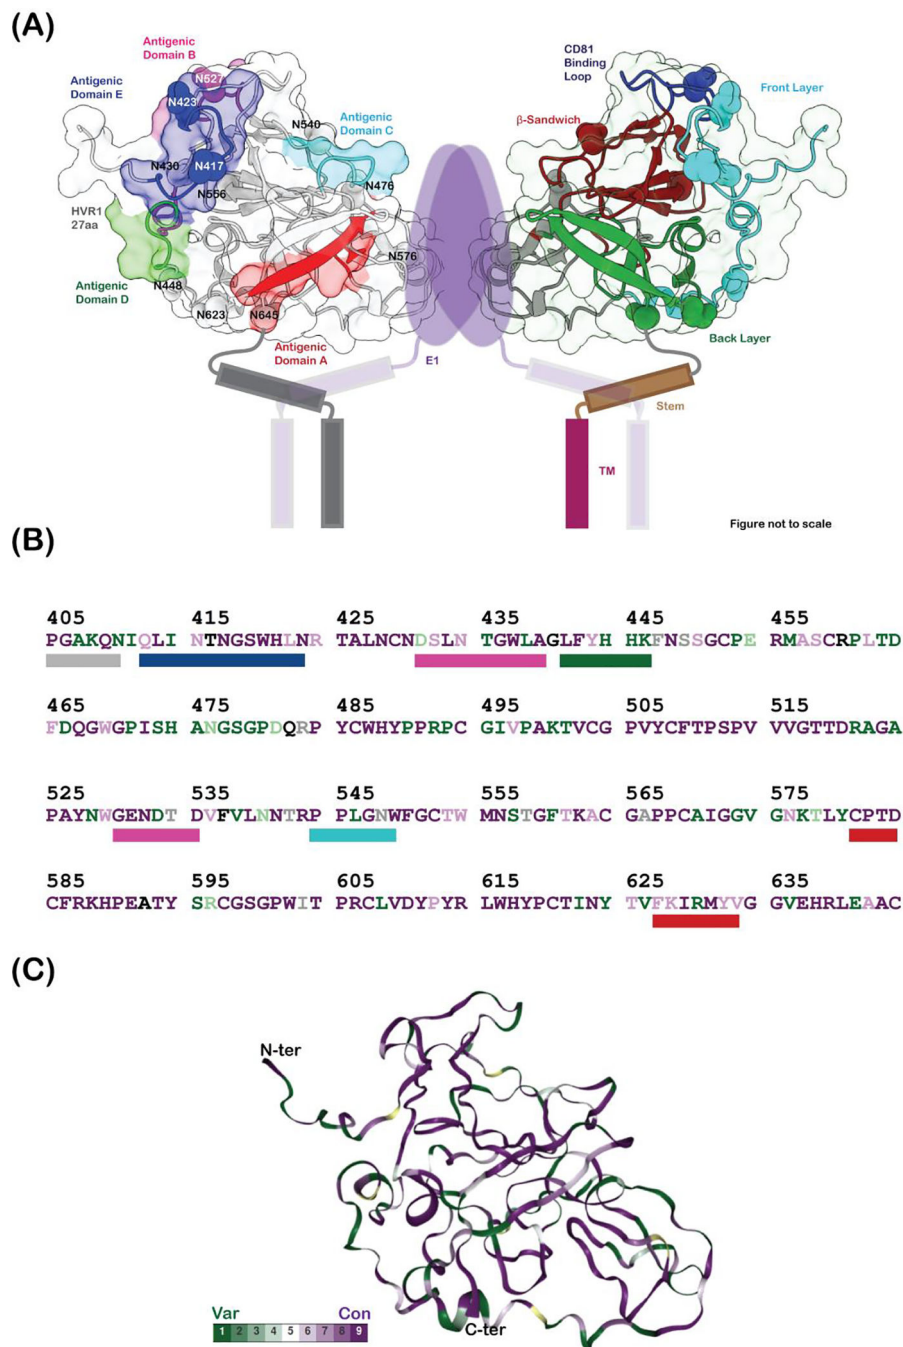 (A)
Antigenic
Domain B
Antigenic
Domain E
N527
N423
N540
Antigenic
Domain C
N430
N417
N476
N556
HVR1
27aa
N576
Antigenic
Domain D
N448
N623
N645
Antigenic
Domain A
E1
CD81
Binding
Loop
Front Layer
β-Sandwich
Back Layer
Stem
TM
Figure not to scale
(B)
405 415 425 435 445 455
PGAKQNIQLI NTNGSWHLNR TALNCNDSLN TGWLAGLFYH HKFNSSGCPE RMASCRPLTD
465 475 485 495 505 515
FDQGWGPISH ANGSGPDQRP YCWHYPPRPC GIVPAKTVCG PVYCFTPSPV VVGTTDRAGA
525 535 545 555 565 575
PAYNWGENDT DVFVLNNTRP PLGNWFGCTW MNSTGFTKAC GAPPCAIGGV GNKTLYCPTD
585 595 605 615 625 635
CFRKHPEATY SRCGSGPWIT PRCLVDYPYR LWHYPCTINY TVFKIRMYVG GVEHRLEAAC
(C)
N-ter
C-ter
Var Con
1 2 3 4 5 6 7 8 9